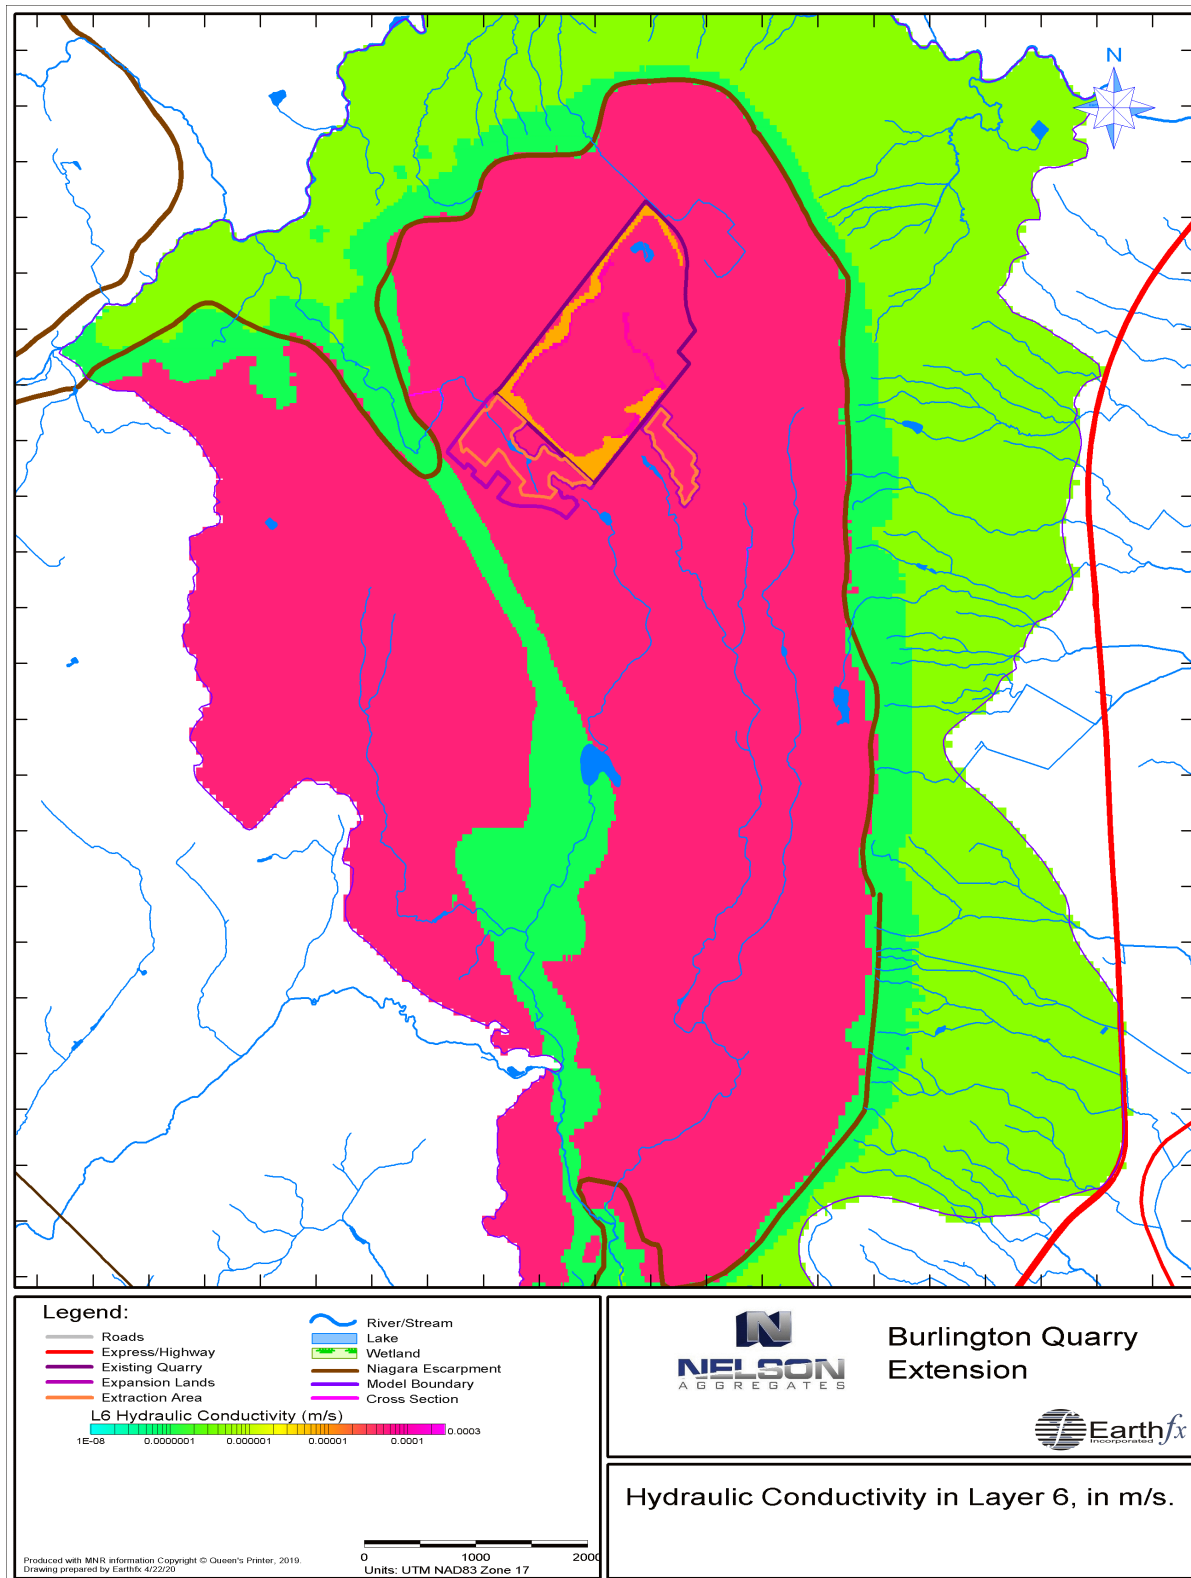 N
Legend:
Roads
Express/Highway
Existing Quarry
Expansion Lands
Extraction Area
River/Stream
Lake
Wetland
Niagara Escarpment
Model Boundary
Cross Section
L6 Hydraulic Conductivity (m/s)
1E-08 0.0000001 0.000001 0.00001 0.0001 0.0003
0 1000 2000
Units: UTM NAD83 Zone 17
Produced with MNR information Copyright © Queen's Printer, 2019.
Drawing prepared by Earthfx 4/22/20
N
NELSON
AGGREGATES
Burlington Quarry
Extension
Earthfx
Incorporated
Hydraulic Conductivity in Layer 6, in m/s.